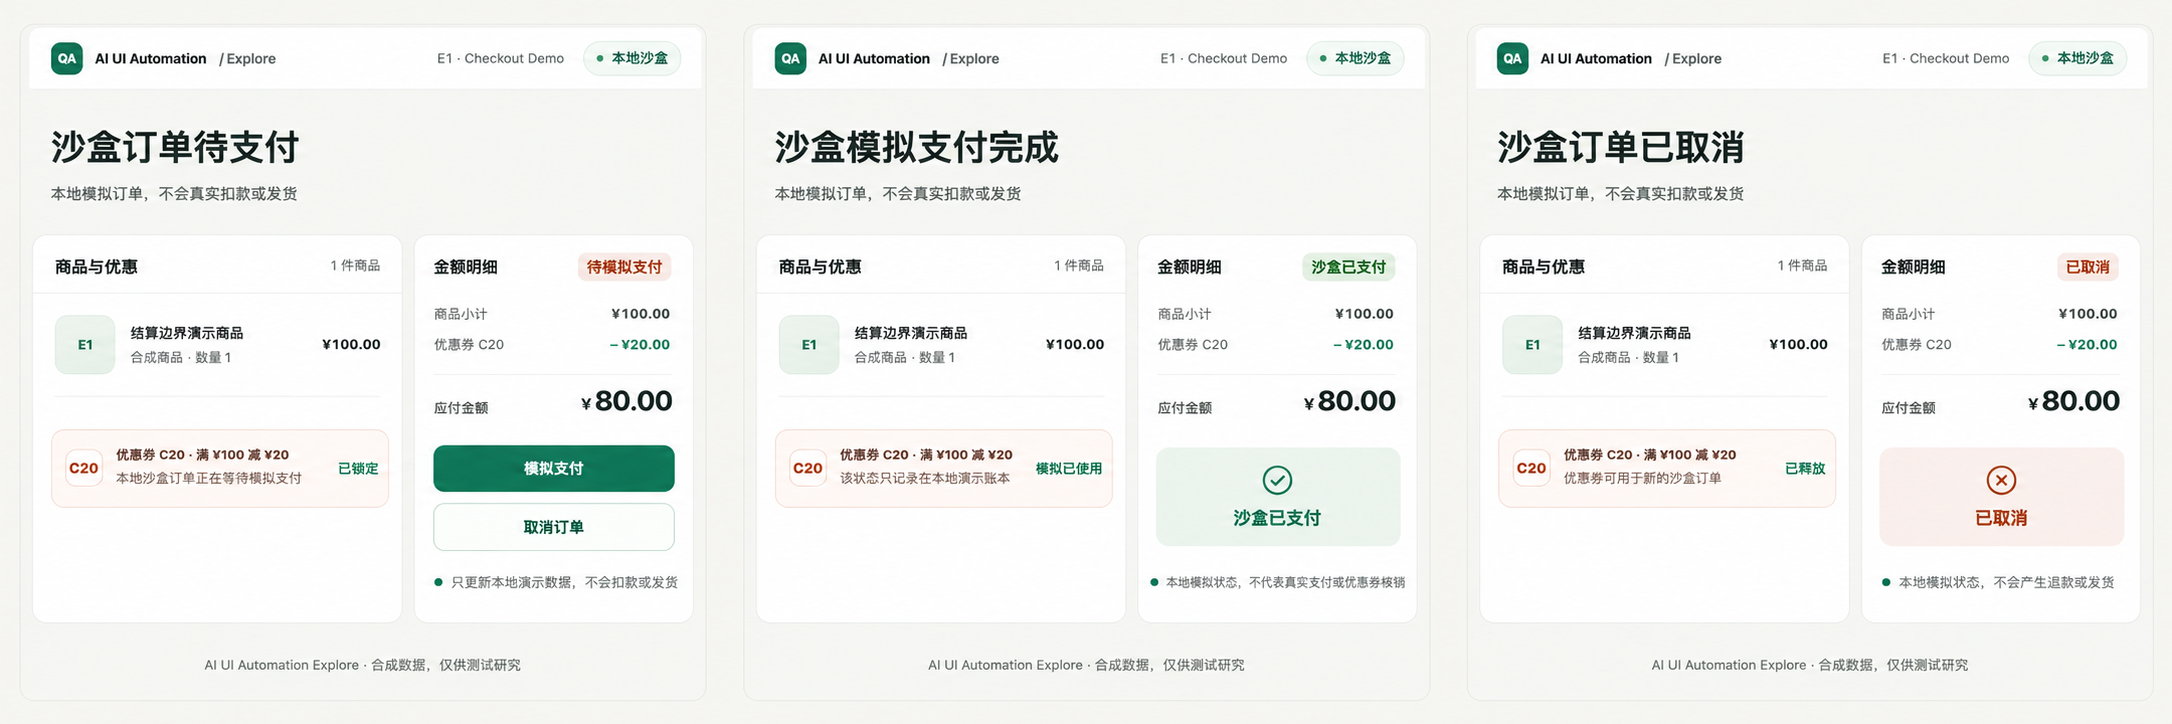 QA AI UI Automation / Explore E1 · Checkout Demo 本地沙盒
沙盒订单待支付
本地模拟订单，不会真实扣款或发货
商品与优惠 1 件商品
E1
结算边界演示商品
合成商品 · 数量 1
¥100.00
C20
优惠券 C20 · 满 ¥100 减 ¥20
本地沙盒订单正在等待模拟支付
已锁定
金额明细 待模拟支付
商品小计 ¥100.00
优惠券 C20 – ¥20.00
应付金额 ¥ 80.00
模拟支付
取消订单
只更新本地演示数据，不会扣款或发货
AI UI Automation Explore · 合成数据，仅供测试研究
QA AI UI Automation / Explore E1 · Checkout Demo 本地沙盒
沙盒模拟支付完成
本地模拟订单，不会真实扣款或发货
商品与优惠 1 件商品
E1
结算边界演示商品
合成商品 · 数量 1
¥100.00
C20
优惠券 C20 · 满 ¥100 减 ¥20
该状态只记录在本地演示账本
模拟已使用
金额明细 沙盒已支付
商品小计 ¥100.00
优惠券 C20 – ¥20.00
应付金额 ¥ 80.00
沙盒已支付
本地模拟状态，不代表真实支付或优惠券核销
AI UI Automation Explore · 合成数据，仅供测试研究
QA AI UI Automation / Explore E1 · Checkout Demo 本地沙盒
沙盒订单已取消
本地模拟订单，不会真实扣款或发货
商品与优惠 1 件商品
E1
结算边界演示商品
合成商品 · 数量 1
¥100.00
C20
优惠券 C20 · 满 ¥100 减 ¥20
优惠券可用于新的沙盒订单
已释放
金额明细 已取消
商品小计 ¥100.00
优惠券 C20 – ¥20.00
应付金额 ¥ 80.00
已取消
本地模拟状态，不会产生退款或发货
AI UI Automation Explore · 合成数据，仅供测试研究